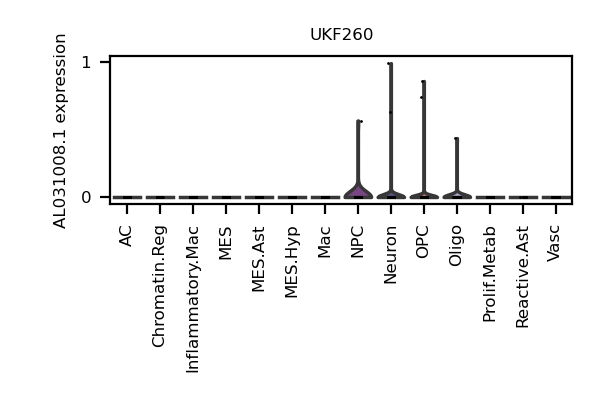 UKF260
AL031008.1 expression
1
0
AC
Chromatin.Reg
Inflammatory.Mac
MES
MES.Ast
MES.Hyp
Mac
NPC
Neuron
OPC
Oligo
Prolif.Metab
Reactive.Ast
Vasc